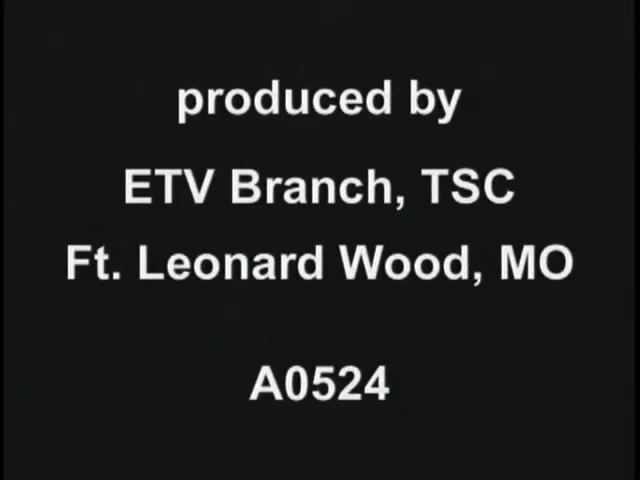 produced by
ETV Branch, TSC
Ft. Leonard Wood, MO
A0524